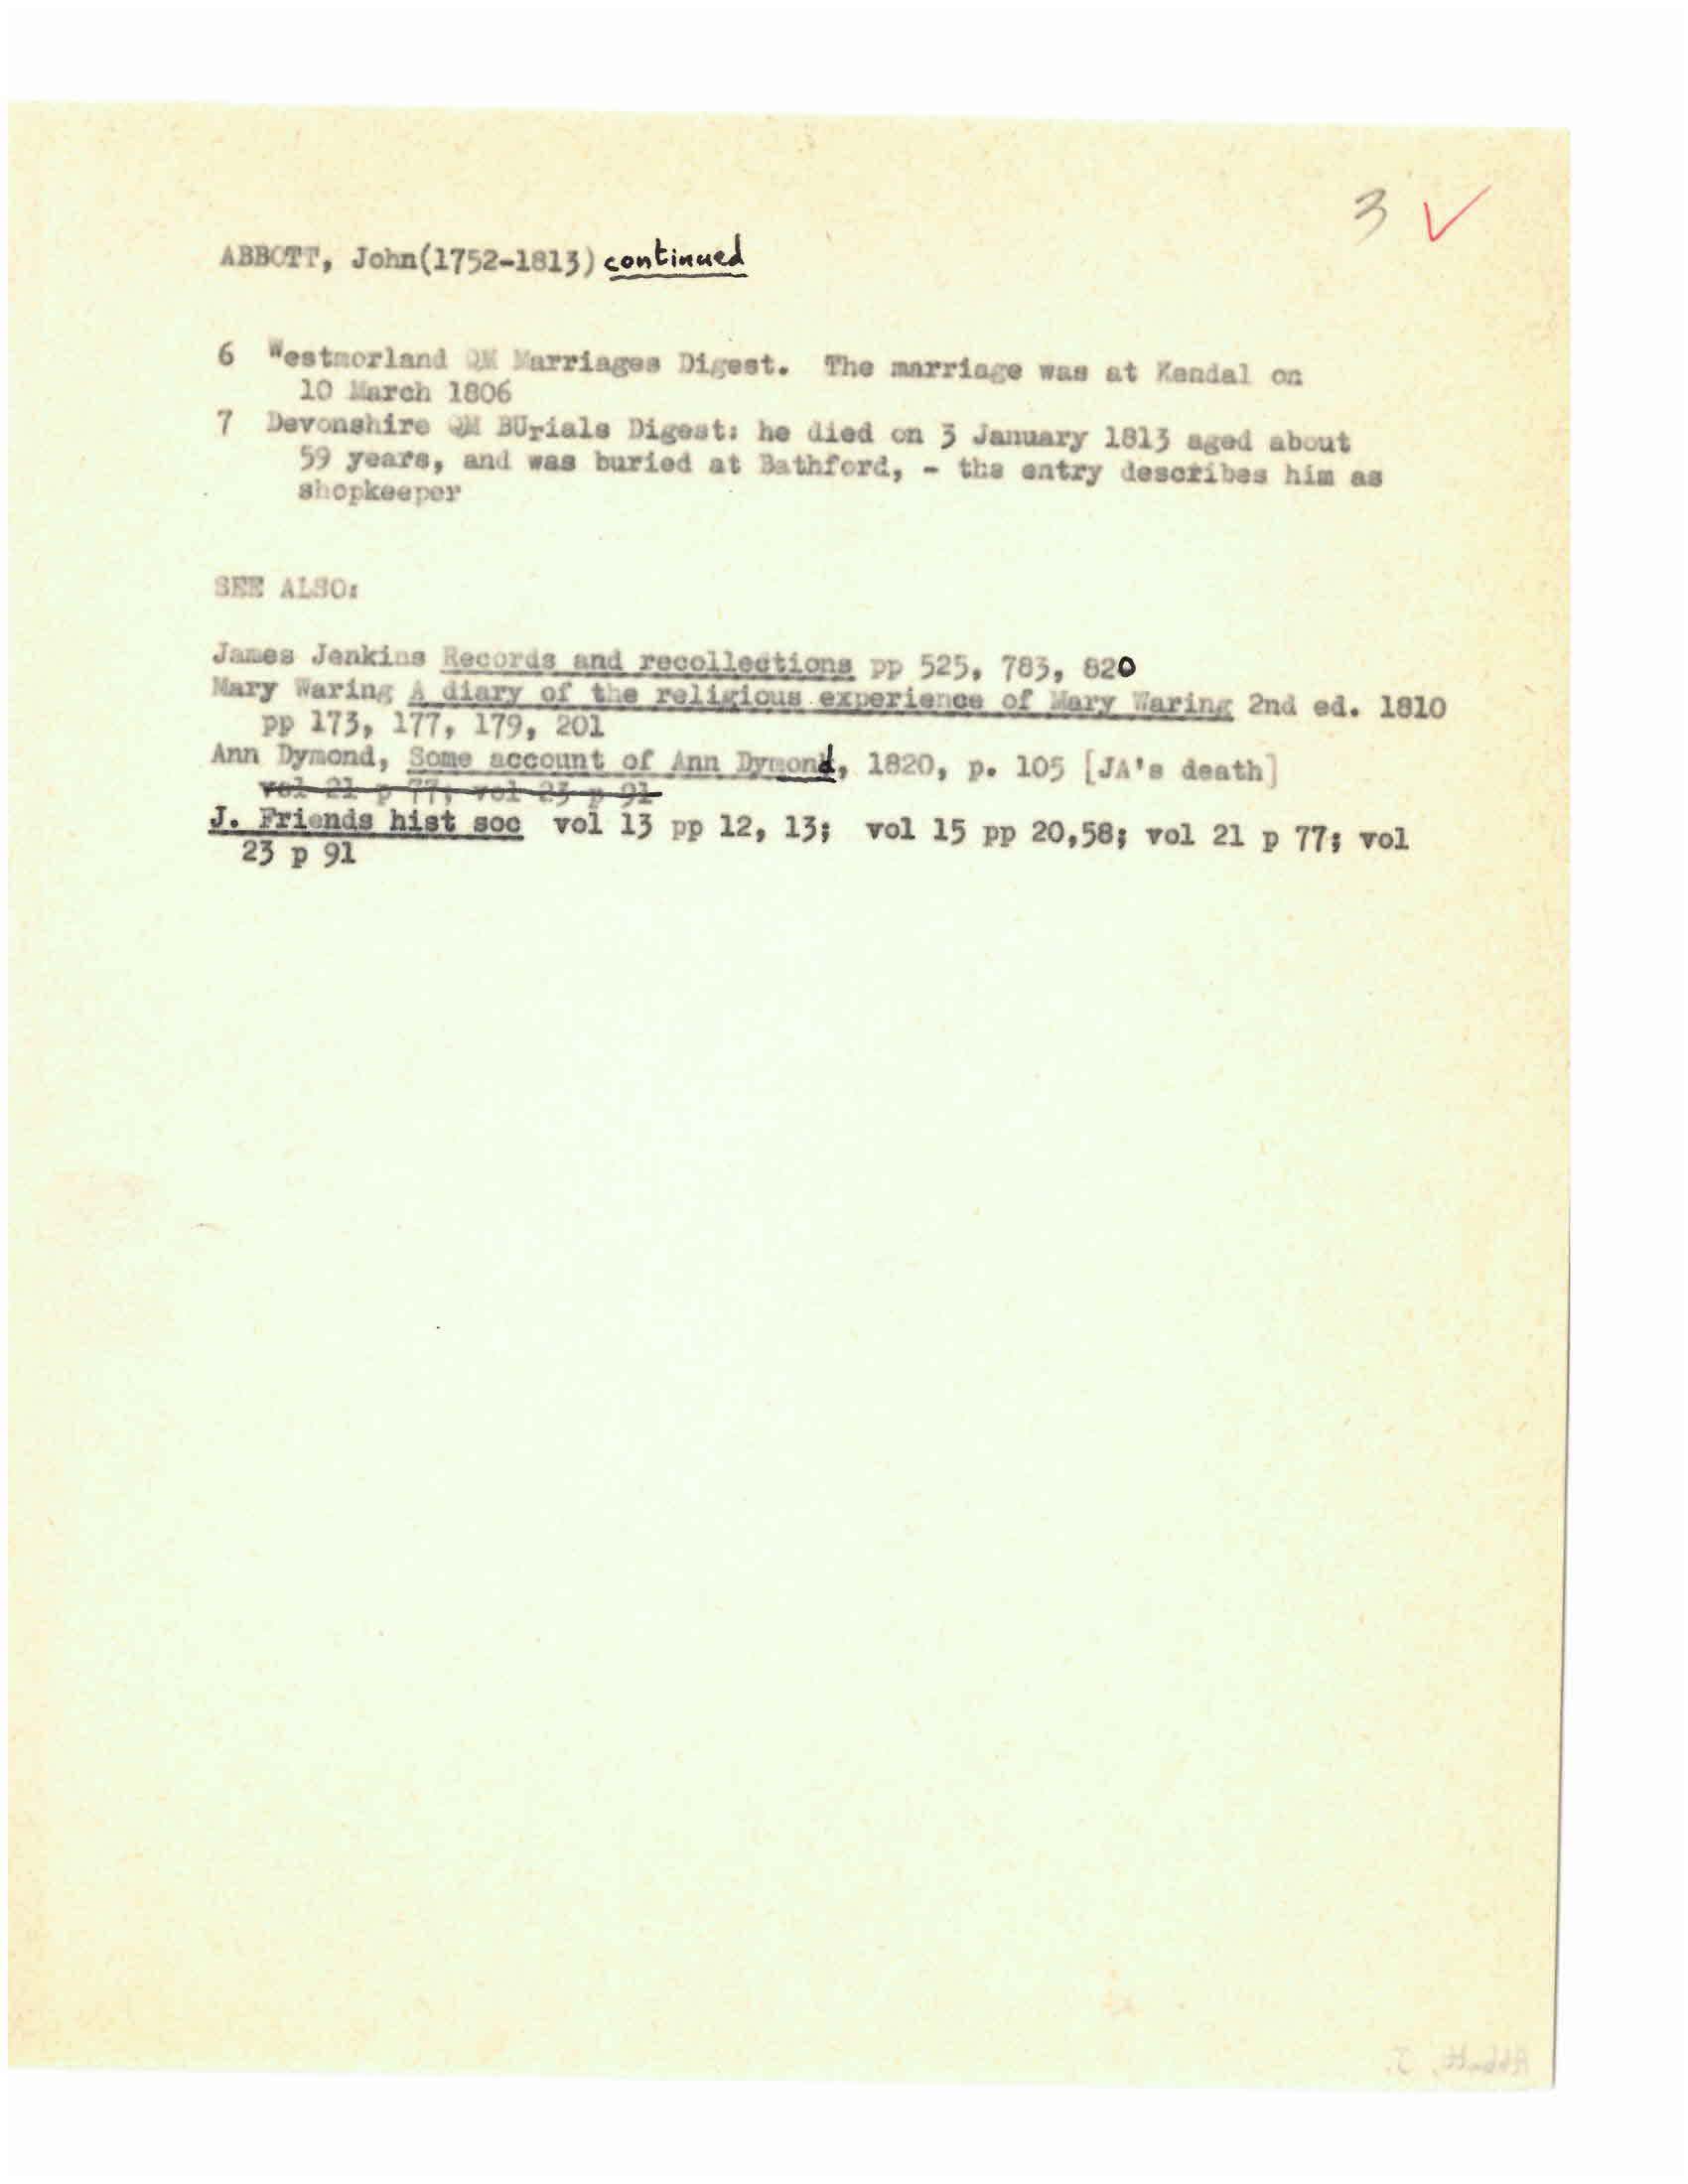 3 ✓
ABBOTT, John(1752-1813) continued
6 Westmorland QM Marriages Digest. The marriage was at Kendal on
10 March 1806
7 Devonshire QM BUrials Digest: he died on 3 January 1813 aged about
59 years, and was buried at Bathford, - the entry describes him as
shopkeeper
SEE ALSO:
James Jenkins Records and recollections pp 525, 783, 820
Mary Waring A diary of the religious experience of Mary Waring 2nd ed. 1810
pp 173, 177, 179, 201
Ann Dymond, Some account of Ann Dymond, 1820, p. 105 [JA's death]
vol 21 p 77; vol 23 p 91
J. Friends hist soc vol 13 pp 12, 13; vol 15 pp 20,58; vol 21 p 77; vol
23 p 91
Abbott, J.